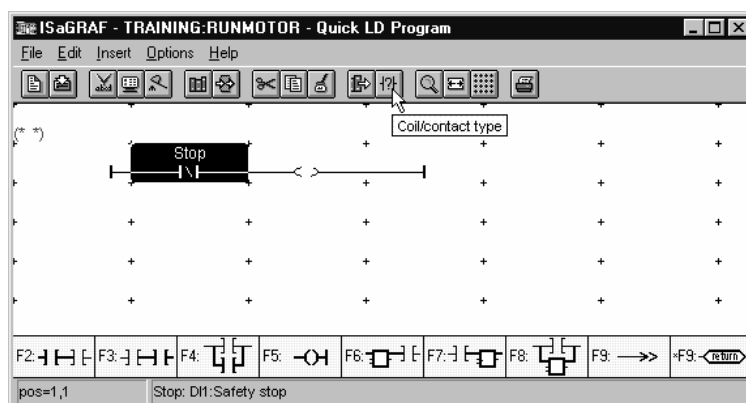 ISaGRAF - TRAINING:RUNMOTOR - Quick LD Program
File Edit Insert Options Help
Coil/contact type
(* *)
Stop
F2: F3: F4: F5: F6: F7: F8: F9: *F9: return
pos=1,1 Stop: DI1:Safety stop